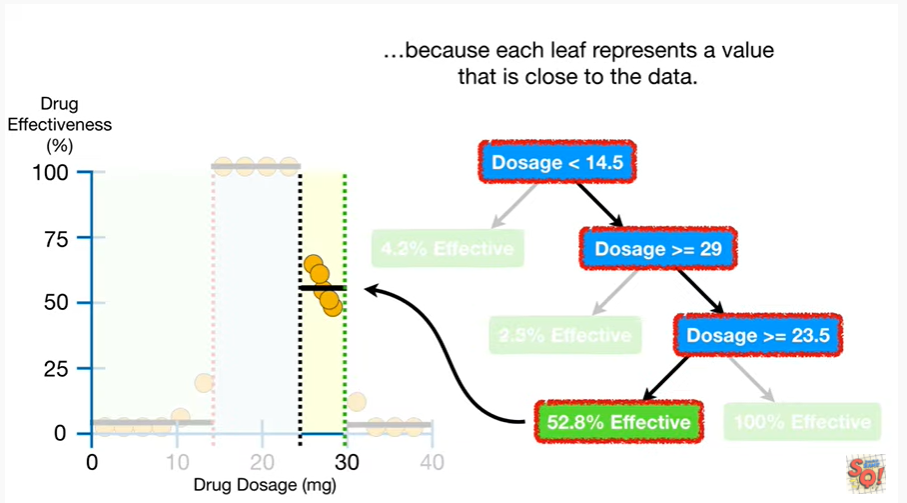 …because each leaf represents a value
that is close to the data.
Drug
Effectiveness
(%)
100
75
50
25
0
0
10
20
30
40
Drug Dosage (mg)
Dosage < 14.5
4.2% Effective
Dosage >= 29
2.5% Effective
Dosage >= 23.5
52.8% Effective
100% Effective